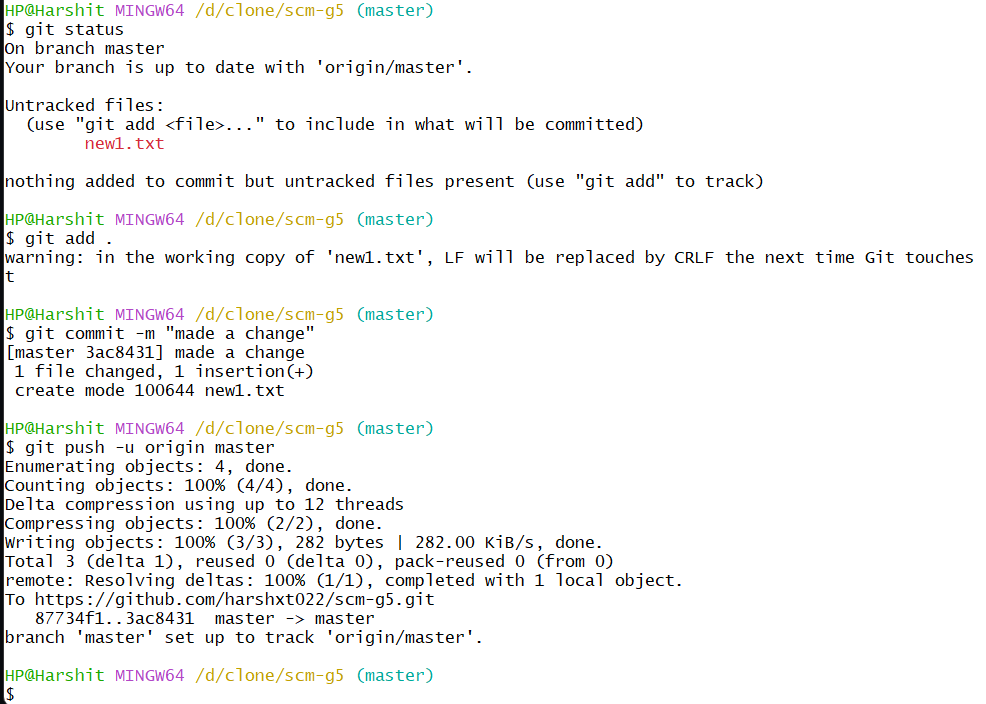 HP@Harshit MINGW64 /d/clone/scm-g5 (master)
$ git status
On branch master
Your branch is up to date with 'origin/master'.

Untracked files:
  (use "git add <file>..." to include in what will be committed)
        new1.txt

nothing added to commit but untracked files present (use "git add" to track)

HP@Harshit MINGW64 /d/clone/scm-g5 (master)
$ git add .
warning: in the working copy of 'new1.txt', LF will be replaced by CRLF the next time Git touches
t

HP@Harshit MINGW64 /d/clone/scm-g5 (master)
$ git commit -m "made a change"
[master 3ac8431] made a change
 1 file changed, 1 insertion(+)
 create mode 100644 new1.txt

HP@Harshit MINGW64 /d/clone/scm-g5 (master)
$ git push -u origin master
Enumerating objects: 4, done.
Counting objects: 100% (4/4), done.
Delta compression using up to 12 threads
Compressing objects: 100% (2/2), done.
Writing objects: 100% (3/3), 282 bytes | 282.00 KiB/s, done.
Total 3 (delta 1), reused 0 (delta 0), pack-reused 0 (from 0)
remote: Resolving deltas: 100% (1/1), completed with 1 local object.
To https://github.com/harshxt022/scm-g5.git
   87734f1..3ac8431  master -> master
branch 'master' set up to track 'origin/master'.

HP@Harshit MINGW64 /d/clone/scm-g5 (master)
$